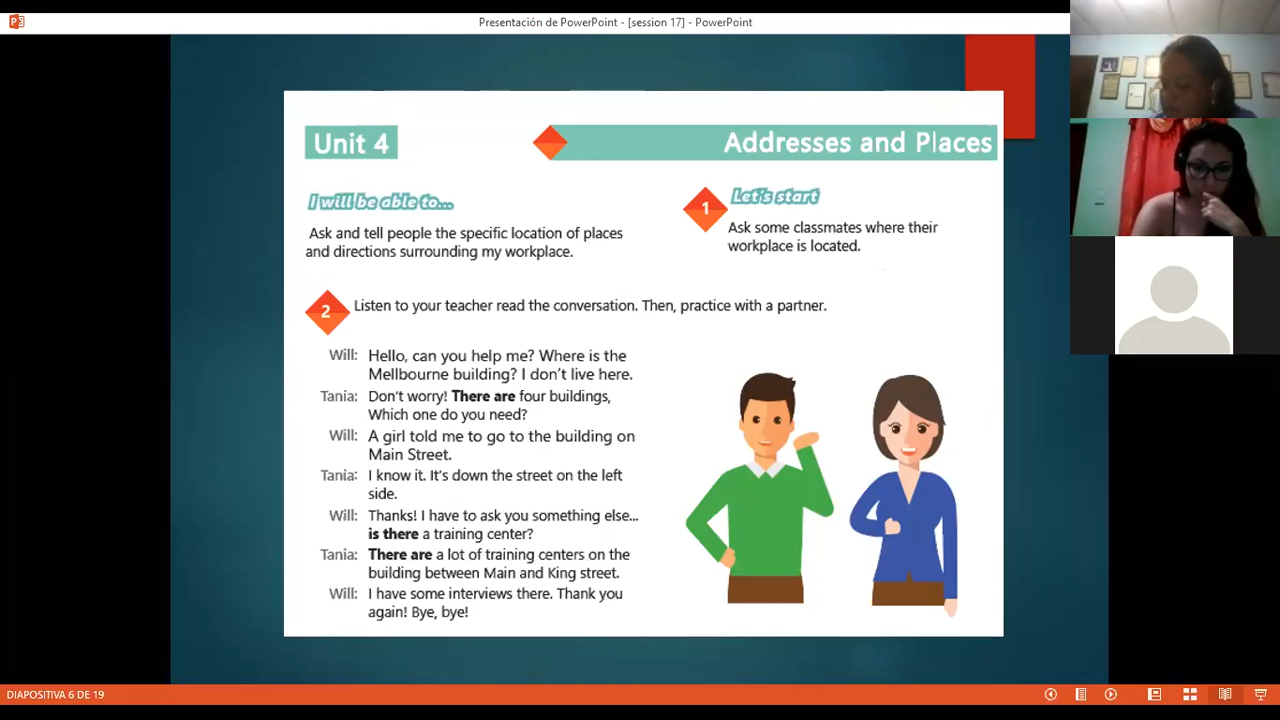 Presentación de PowerPoint - [session 17] - PowerPoint
Unit 4
Addresses and Places
I will be able to...
Ask and tell people the specific location of places
and directions surrounding my workplace.
1
Let's start
Ask some classmates where their
workplace is located.
2
Listen to your teacher read the conversation. Then, practice with a partner.
Will: Hello, can you help me? Where is the
Mellbourne building? I don't live here.
Tania: Don't worry! There are four buildings,
Which one do you need?
Will: A girl told me to go to the building on
Main Street.
Tania: I know it. It's down the street on the left
side.
Will: Thanks! I have to ask you something else...
is there a training center?
Tania: There are a lot of training centers on the
building between Main and King street.
Will: I have some interviews there. Thank you
again! Bye, bye!
DIAPOSITIVA 6 DE 19